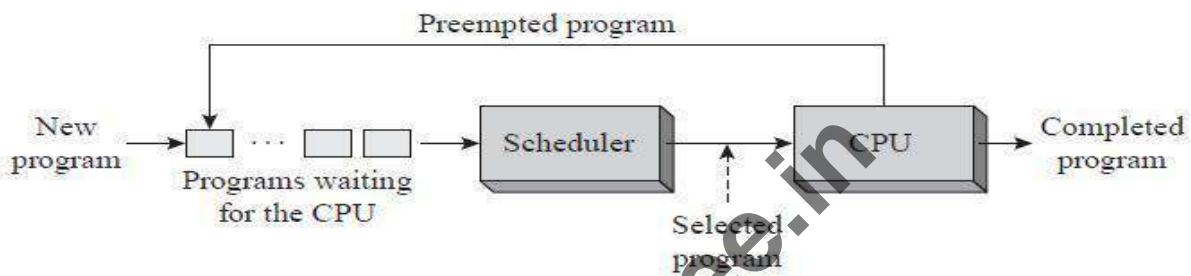 Preempted program
New
program
. . .
Programs waiting
for the CPU
Scheduler
Selected
program
CPU
Completed
program